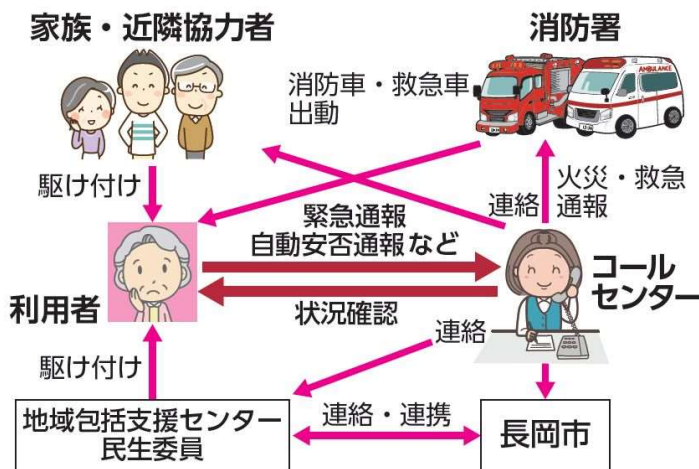 家族・近隣協力者
消防署
AMBULANCE
消防車・救急車
出動
駆け付け
連絡
火災・救急
通報
緊急通報
自動安否通報など
利用者
コール
センター
状況確認
連絡
駆け付け
地域包括支援センター
民生委員
連絡・連携
長岡市